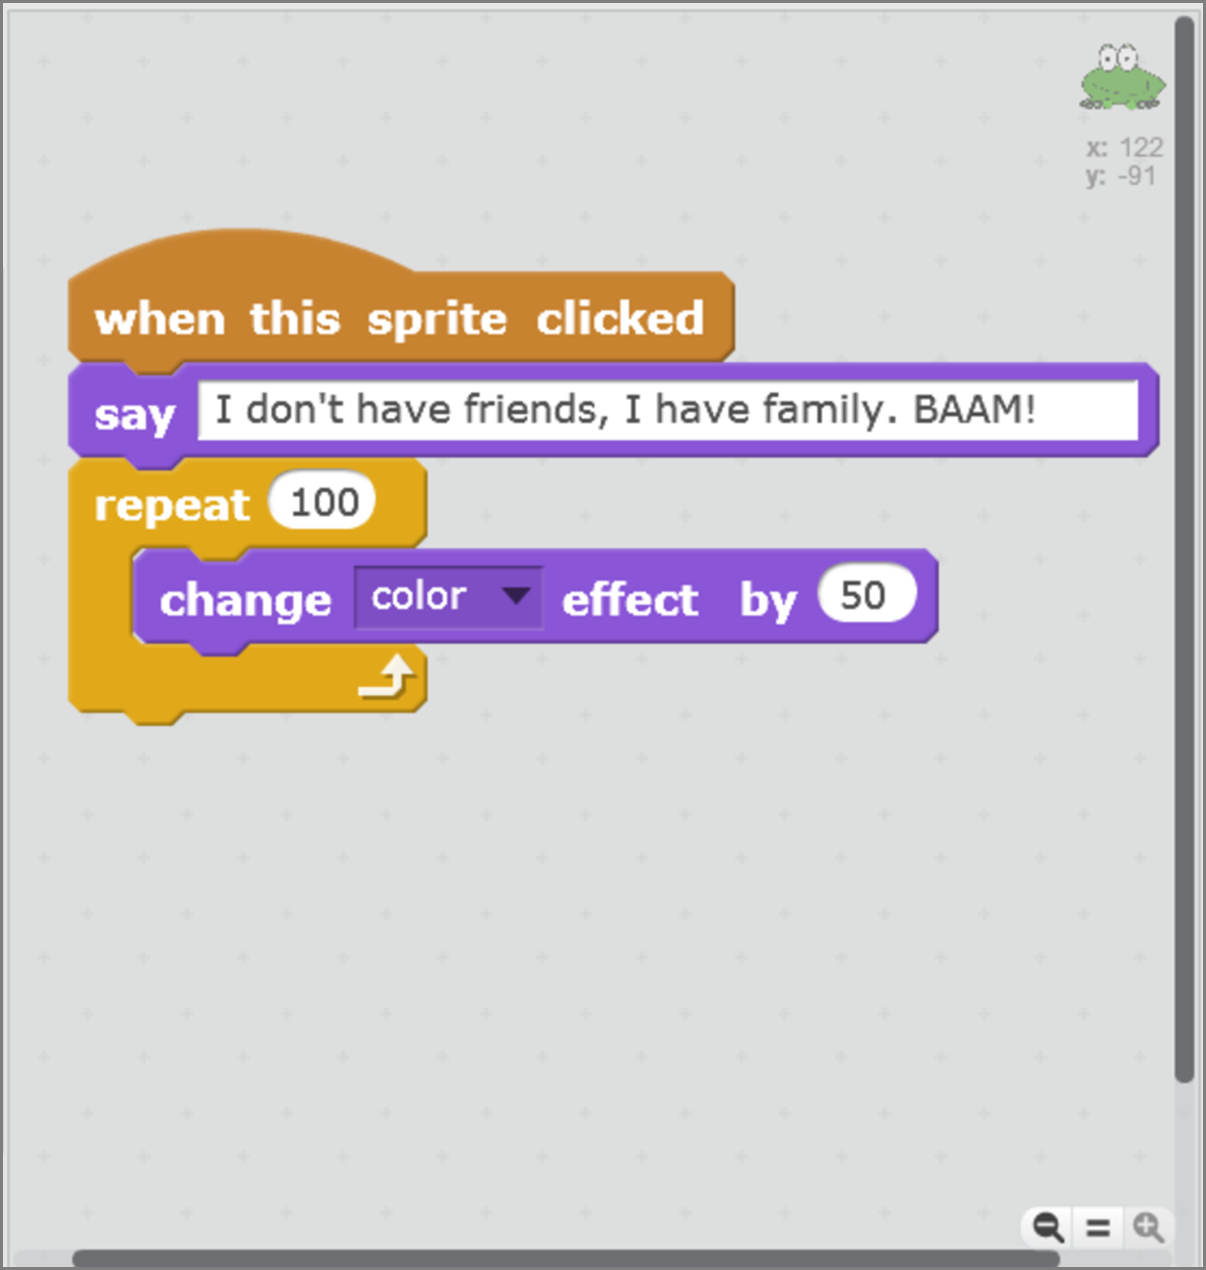 x: 122
y: -91
when this sprite clicked
say I don't have friends, I have family. BAAM!
repeat 100
change color effect by 50